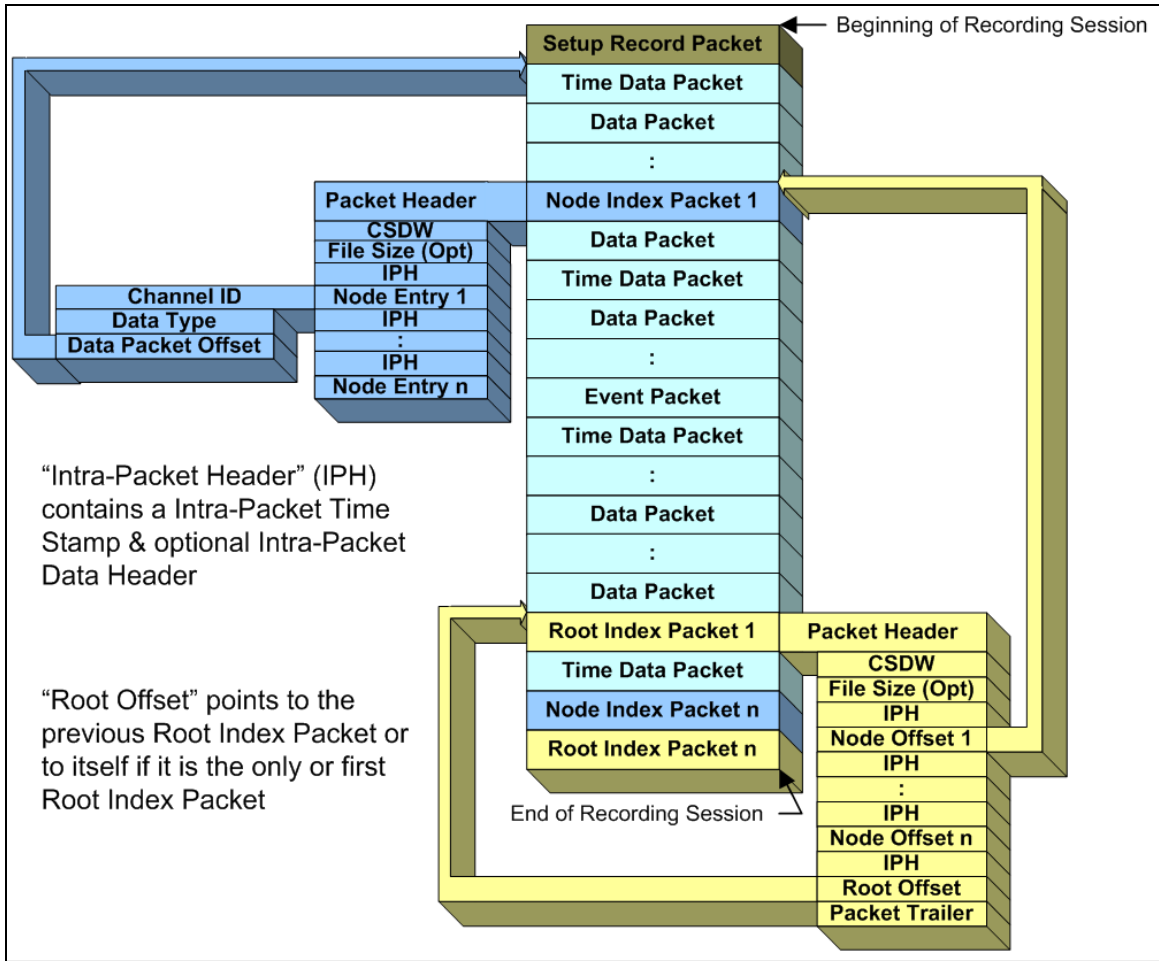 Beginning of Recording Session
Setup Record Packet
Time Data Packet
Data Packet
:
Node Index Packet 1
Data Packet
Time Data Packet
Data Packet
:
Event Packet
Time Data Packet
:
Data Packet
:
Data Packet
Root Index Packet 1
Time Data Packet
Node Index Packet n
Root Index Packet n
End of Recording Session
Packet Header
CSDW
File Size (Opt)
IPH
Node Entry 1
IPH
:
IPH
Node Entry n
Channel ID
Data Type
Data Packet Offset
“Intra-Packet Header” (IPH)
contains a Intra-Packet Time
Stamp & optional Intra-Packet
Data Header
“Root Offset” points to the
previous Root Index Packet or
to itself if it is the only or first
Root Index Packet
Packet Header
CSDW
File Size (Opt)
IPH
Node Offset 1
IPH
:
IPH
Node Offset n
IPH
Root Offset
Packet Trailer